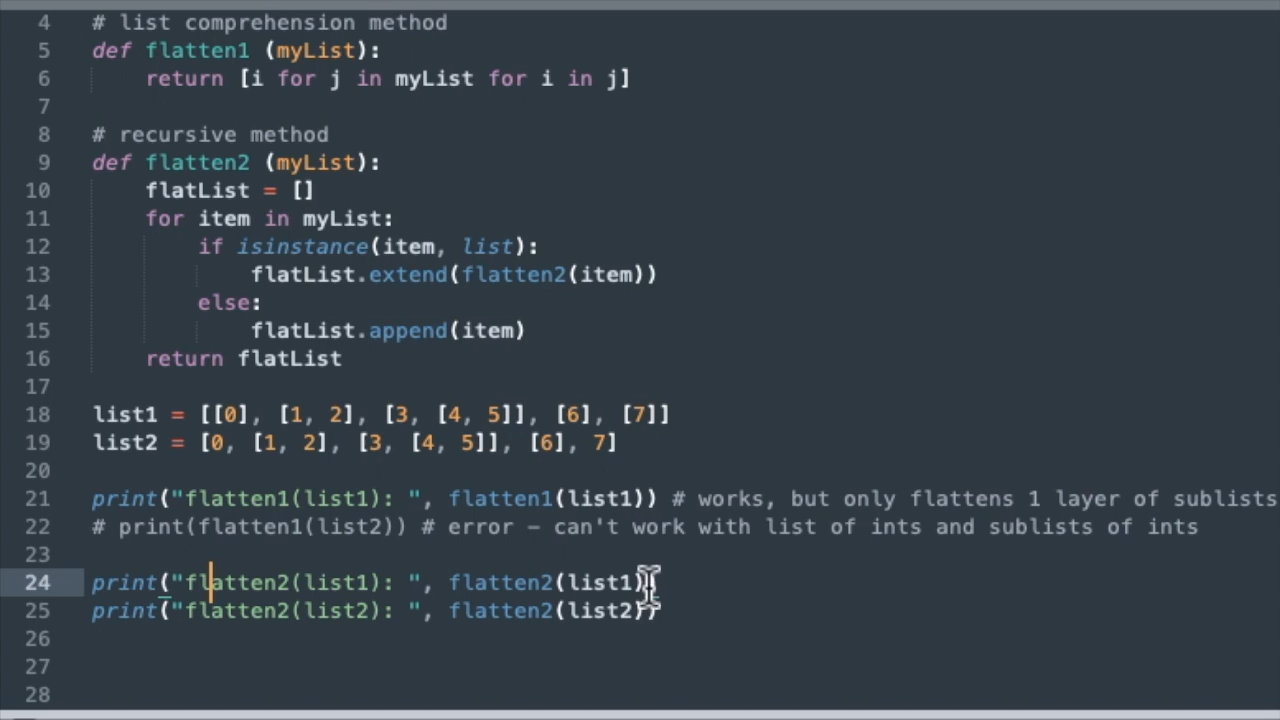 4 # list comprehension method
5 def flatten1 (myList):
6 return [i for j in myList for i in j]
7
8 # recursive method
9 def flatten2 (myList):
10 flatList = []
11 for item in myList:
12 if isinstance(item, list):
13 flatList.extend(flatten2(item))
14 else:
15 flatList.append(item)
16 return flatList
17
18 list1 = [[0], [1, 2], [3, [4, 5]], [6], [7]]
19 list2 = [0, [1, 2], [3, [4, 5]], [6], 7]
20
21 print("flatten1(list1): ", flatten1(list1)) # works, but only flattens 1 layer of sublists
22 # print(flatten1(list2)) # error – can't work with list of ints and sublists of ints
23
24 print("flatten2(list1): ", flatten2(list1))
25 print("flatten2(list2): ", flatten2(list2))
26
27
28